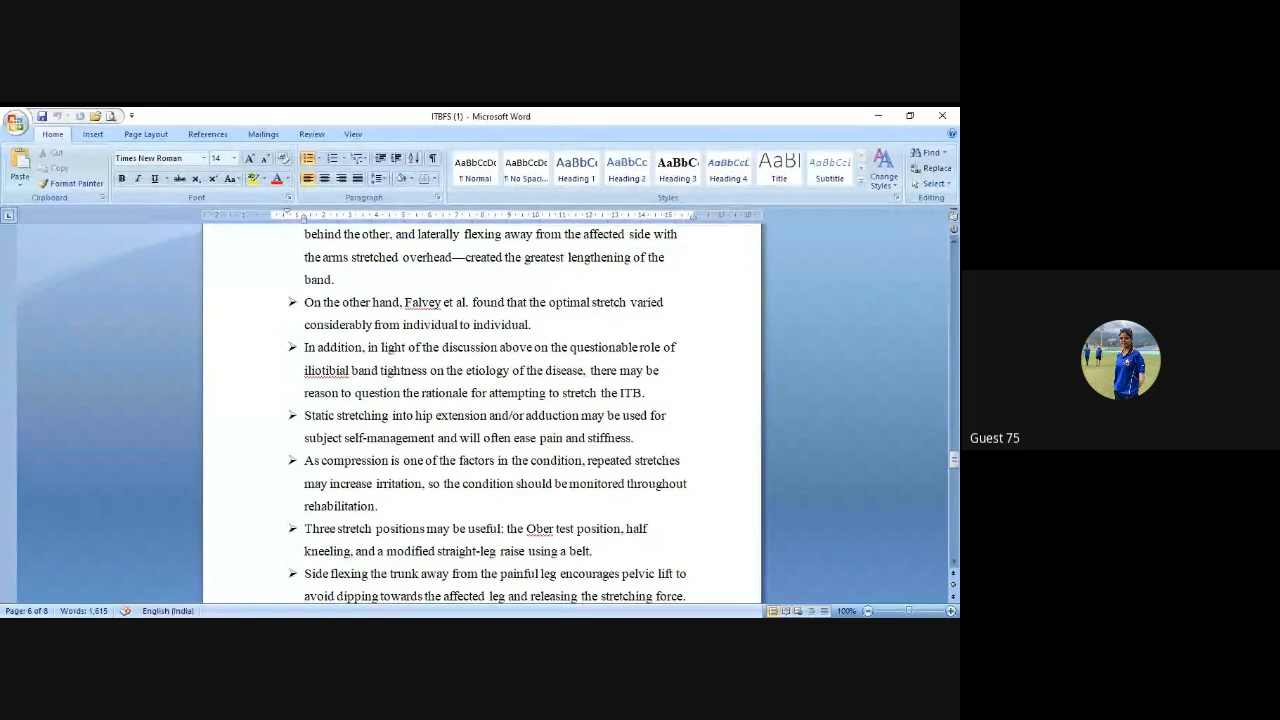 ITBFS (1) - Microsoft Word
Home Insert Page Layout References Mailings Review View
Paste
Cut
Copy
Format Painter
Clipboard
Times New Roman 14
Font
Paragraph
AaBbCcDc AaBbCcDc AaBbC AaBbCc AaBbC AaBbCcL AaBl AaBbCcL
¶ Normal ¶ No Spaci... Heading 1 Heading 2 Heading 3 Heading 4 Title Subtitle
Styles
Change Styles
Find
Replace
Select
Editing
behind the other, and laterally flexing away from the affected side with
the arms stretched overhead—created the greatest lengthening of the
band.
➢ On the other hand, Falvey et al. found that the optimal stretch varied
considerably from individual to individual.
➢ In addition, in light of the discussion above on the questionable role of
iliotibial band tightness on the etiology of the disease, there may be
reason to question the rationale for attempting to stretch the ITB.
➢ Static stretching into hip extension and/or adduction may be used for
subject self-management and will often ease pain and stiffness.
➢ As compression is one of the factors in the condition, repeated stretches
may increase irritation, so the condition should be monitored throughout
rehabilitation.
➢ Three stretch positions may be useful: the Ober test position, half
kneeling, and a modified straight-leg raise using a belt.
➢ Side flexing the trunk away from the painful leg encourages pelvic lift to
avoid dipping towards the affected leg and releasing the stretching force.
Page: 6 of 8 Words: 1,615 English (India) 100%
Guest 75